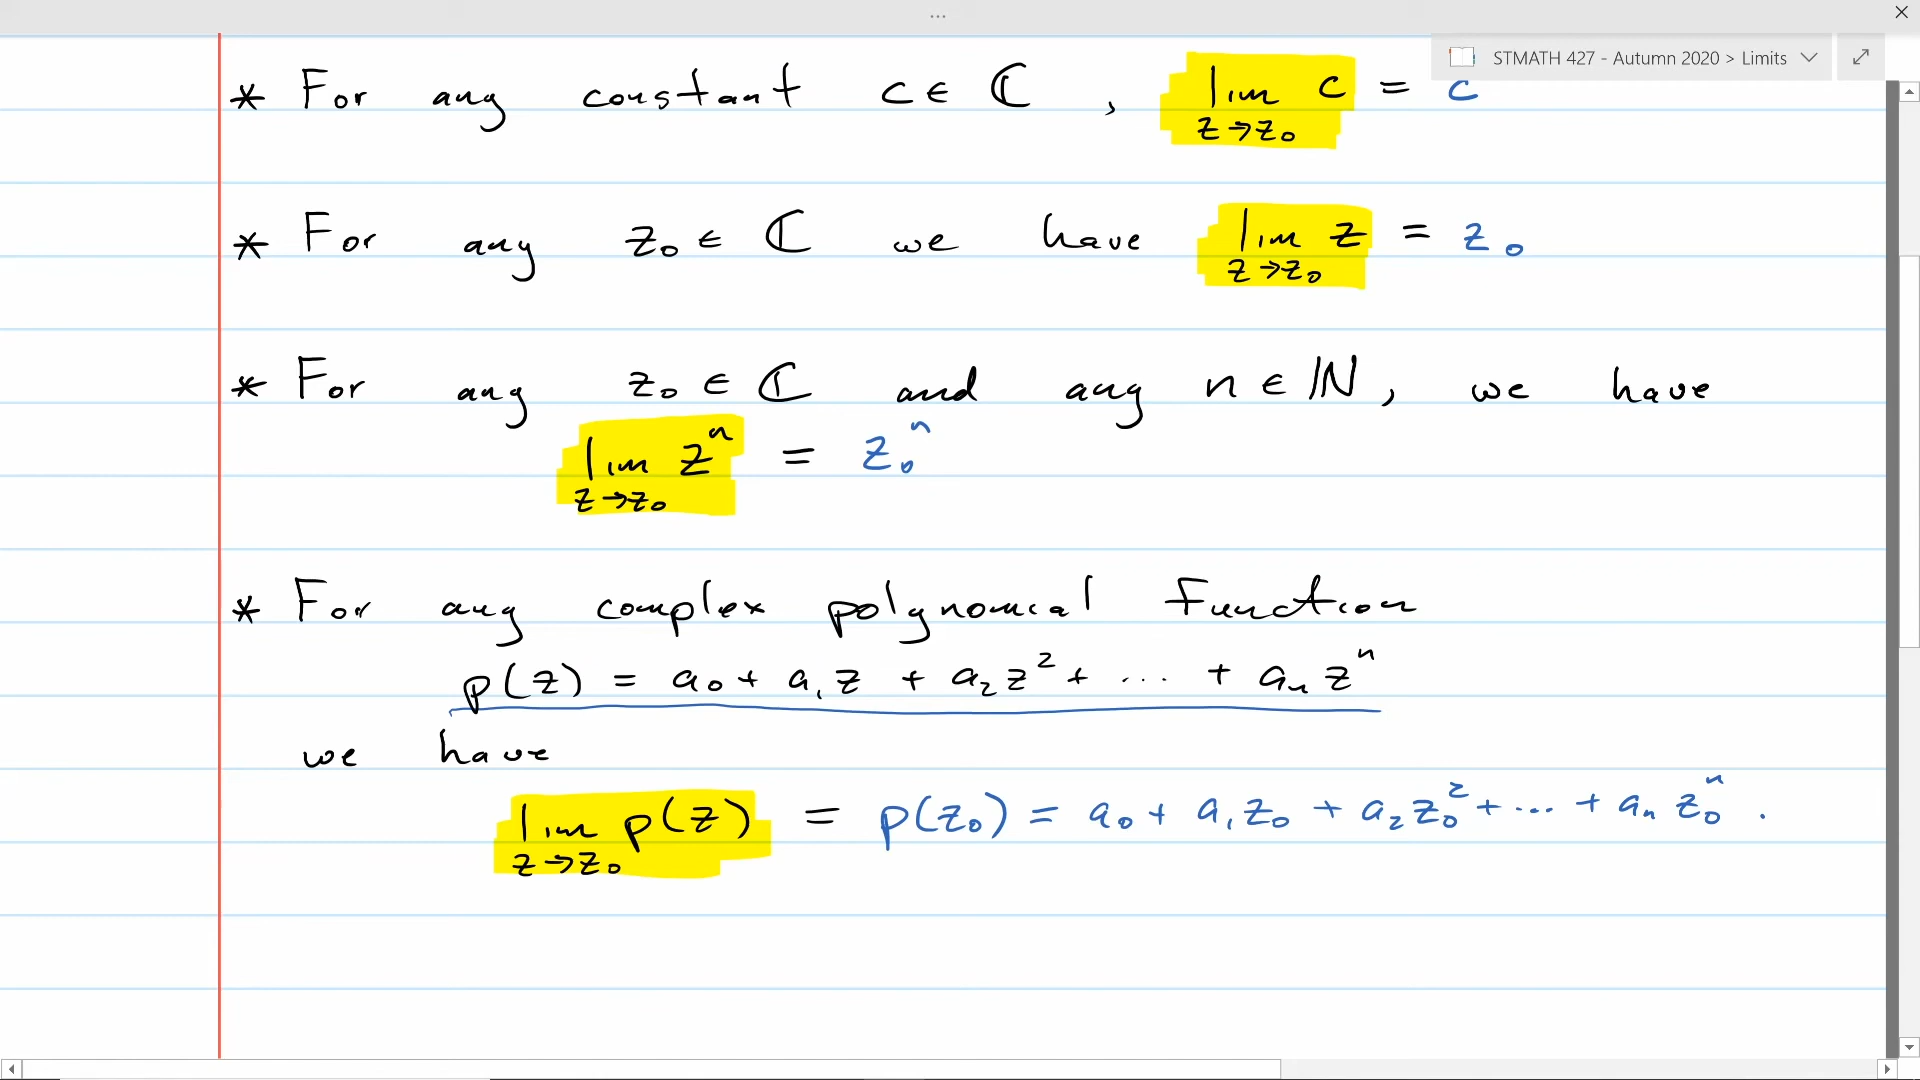 ...
STMATH 427 - Autumn 2020 > Limits
* For any constant c ∈ ℂ , lim c = c
z→z₀
* For any z₀ ∈ ℂ we have lim z = z₀
z→z₀
* For any z₀ ∈ ℂ and any n ∈ ℕ, we have
lim zⁿ = z₀ⁿ
z→z₀
* For any complex polynomial function
p(z) = a₀ + a₁z + a₂z² + ... + aₙzⁿ
we have
lim p(z) = p(z₀) = a₀ + a₁z₀ + a₂z₀² + ... + aₙz₀ⁿ .
z→z₀